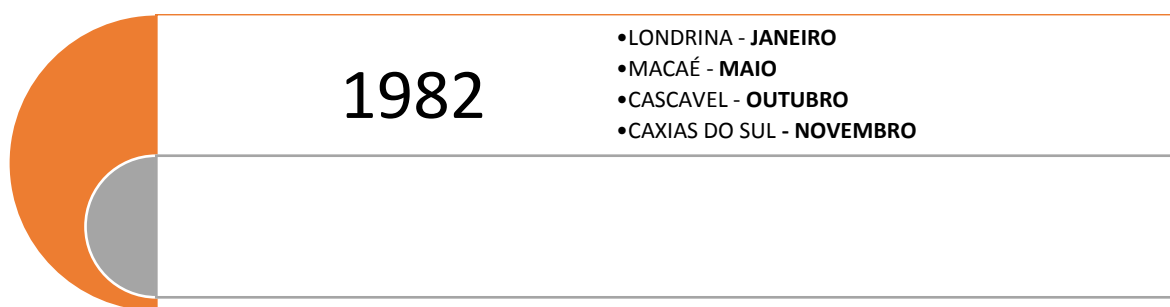 1982
•LONDRINA - JANEIRO
•MACAÉ - MAIO
•CASCAVEL - OUTUBRO
•CAXIAS DO SUL - NOVEMBRO